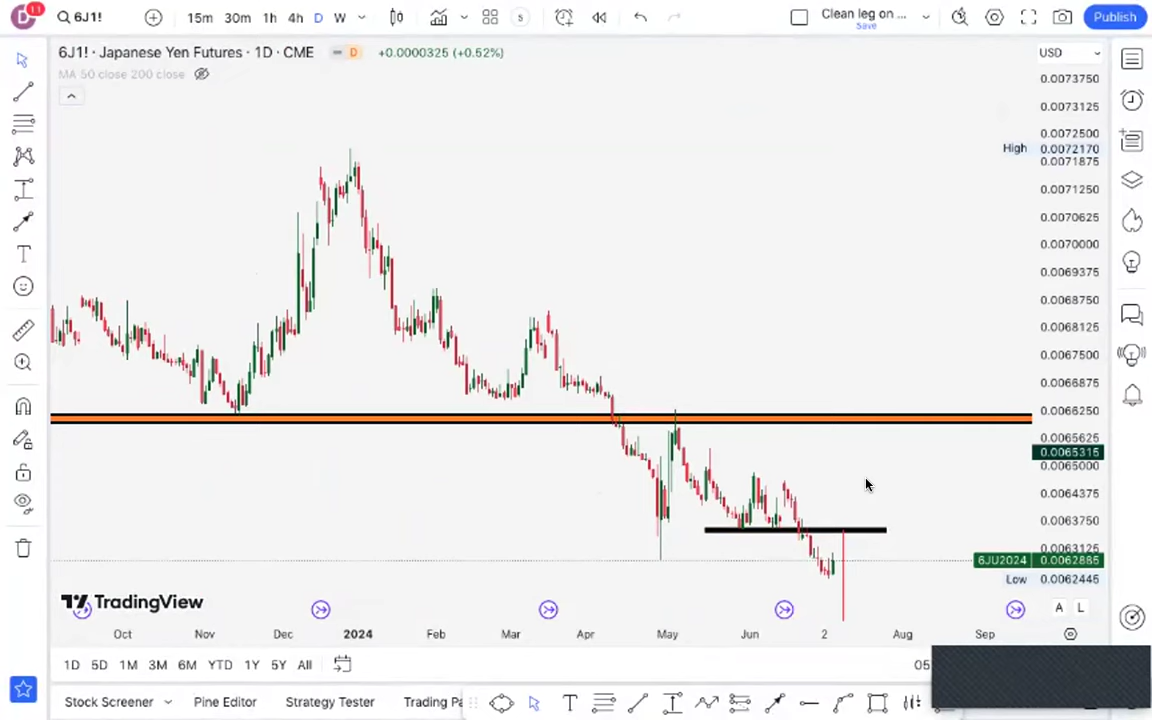 D 11 6J1! 15m 30m 1h 4h D W S Clean leg on ... Save Publish
6J1! · Japanese Yen Futures · 1D · CME D +0.0000325 (+0.52%) USD
MA 50 close 200 close
0.0073750
0.0073125
0.0072500
High 0.0072170
0.0071875
0.0071250
0.0070625
0.0070000
0.0069375
0.0068750
0.0068125
0.0067500
0.0066875
0.0066250
0.0065625
0.0065315
0.0065000
0.0064375
0.0063750
0.0063125
6JU2024 0.0062885
Low 0.0062445
TradingView A L
Oct Nov Dec 2024 Feb Mar Apr May Jun 2 Aug Sep
1D 5D 1M 3M 6M YTD 1Y 5Y All 05
Stock Screener Pine Editor Strategy Tester Trading Pa T